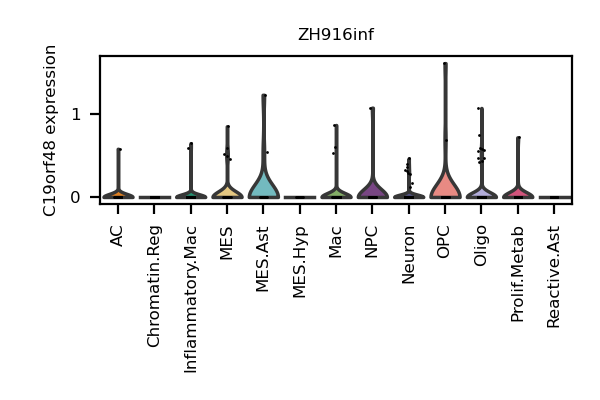 ZH916inf
C19orf48 expression
1
0
AC
Chromatin.Reg
Inflammatory.Mac
MES
MES.Ast
MES.Hyp
Mac
NPC
Neuron
OPC
Oligo
Prolif.Metab
Reactive.Ast